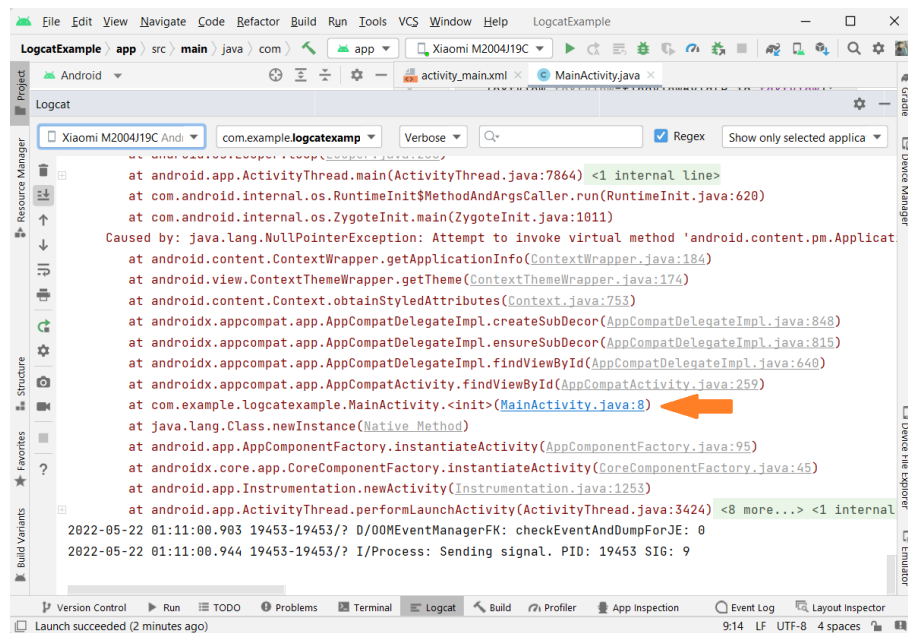 File Edit View Navigate Code Refactor Build Run Tools VCS Window Help LogcatExample
LogcatExample app src main java com app Xiaomi M2004J19C
Project
Android
activity_main.xml
MainActivity.java
Gradle
Logcat
Xiaomi M2004J19C Andr
com.example.logcatexamp
Verbose
Regex
Show only selected applica
Resource Manager
Device Manager
at android.os.Looper.loop(Looper.java:
at android.app.ActivityThread.main(ActivityThread.java:7864) <1 internal line>
at com.android.internal.os.RuntimeInit$MethodAndArgsCaller.run(RuntimeInit.java:620)
at com.android.internal.os.ZygoteInit.main(ZygoteInit.java:1011)
Caused by: java.lang.NullPointerException: Attempt to invoke virtual method 'android.content.pm.Applicat
at android.content.ContextWrapper.getApplicationInfo(ContextWrapper.java:184)
at android.view.ContextThemeWrapper.getTheme(ContextThemeWrapper.java:174)
at android.content.Context.obtainStyledAttributes(Context.java:753)
at androidx.appcompat.app.AppCompatDelegateImpl.createSubDecor(AppCompatDelegateImpl.java:848)
at androidx.appcompat.app.AppCompatDelegateImpl.ensureSubDecor(AppCompatDelegateImpl.java:815)
at androidx.appcompat.app.AppCompatDelegateImpl.findViewById(AppCompatDelegateImpl.java:640)
at androidx.appcompat.app.AppCompatActivity.findViewById(AppCompatActivity.java:259)
at com.example.logcatexample.MainActivity.<init>(MainActivity.java:8)
at java.lang.Class.newInstance(Native Method)
at android.app.AppComponentFactory.instantiateActivity(AppComponentFactory.java:95)
at androidx.core.app.CoreComponentFactory.instantiateActivity(CoreComponentFactory.java:45)
at android.app.Instrumentation.newActivity(Instrumentation.java:1253)
at android.app.ActivityThread.performLaunchActivity(ActivityThread.java:3424) <8 more...> <1 internal
2022-05-22 01:11:00.903 19453-19453/? D/OOMEventManagerFK: checkEventAndDumpForJE: 0
2022-05-22 01:11:00.944 19453-19453/? I/Process: Sending signal. PID: 19453 SIG: 9
Structure
Favorites
Build Variants
Device File Explorer
Emulator
Version Control Run TODO Problems Terminal Logcat Build Profiler App Inspection Event Log Layout Inspector
Launch succeeded (2 minutes ago) 9:14 LF UTF-8 4 spaces